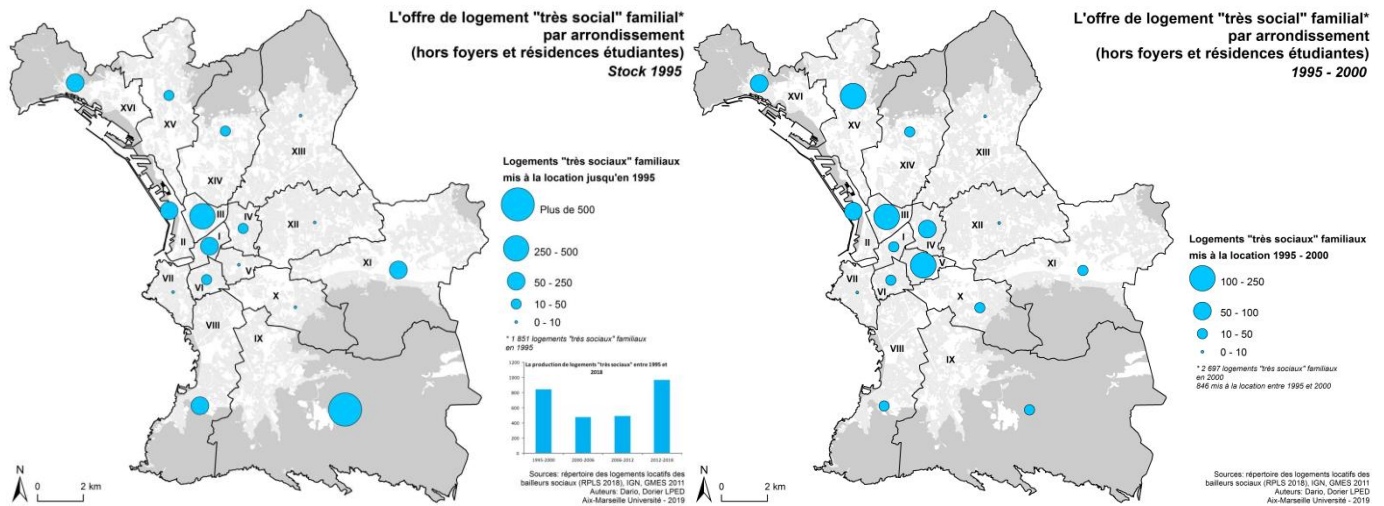 L'offre de logement "très social" familial*
par arrondissement
(hors foyers et résidences étudiantes)
Stock 1995
XVI
XV
XIII
XIV
III
IV
XII
I
II
V
XI
VII
VI
X
VIII
IX
Logements "très sociaux" familiaux
mis à la location jusqu'en 1995
Plus de 500
250 - 500
50 - 250
10 - 50
0 - 10
* 1 851 logements "très sociaux" familiaux
en 1995
La production de logements "très sociaux" entre 1995 et
2018
1200
1000
800
600
400
200
0
1995-2000
2000-2006
2006-2012
2012-2018
N
0
2 km
Sources: répertoire des logements locatifs des
bailleurs sociaux (RPLS 2018), IGN, GMES 2011
Auteurs: Dario, Dorier LPED
Aix-Marseille Université - 2019
L'offre de logement "très social" familial*
par arrondissement
(hors foyers et résidences étudiantes)
1995 - 2000
XVI
XV
XIII
XIV
III
XII
I
II
IV
V
XI
VII
VI
X
VIII
IX
Logements "très sociaux" familiaux
mis à la location 1995 - 2000
100 - 250
50 - 100
10 - 50
0 - 10
* 2 697 logements "très sociaux" familiaux
en 2000
846 mis à la location entre 1995 et 2000
N
0
2 km
Sources: répertoire des logements locatifs des
bailleurs sociaux (RPLS 2018), IGN, GMES 2011
Auteurs: Dario, Dorier LPED
Aix-Marseille Université - 2019